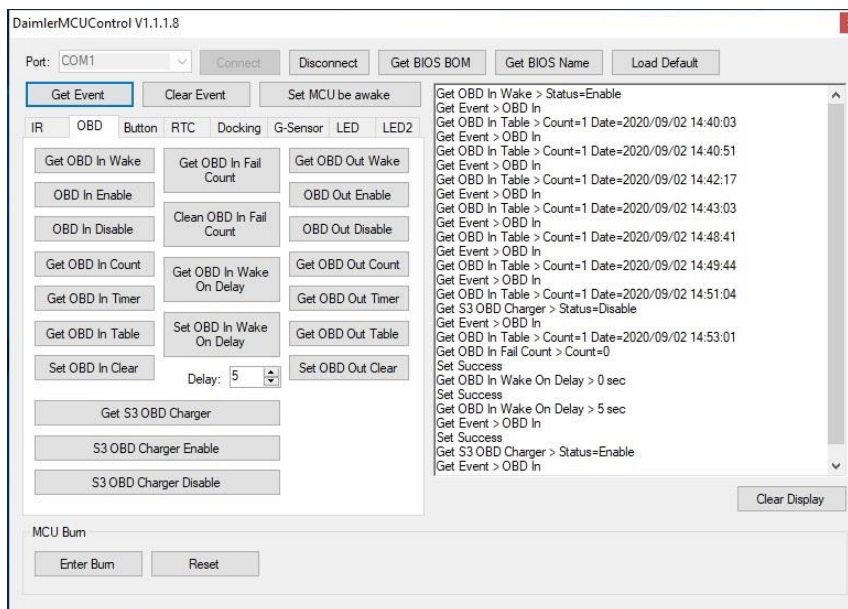 DaimlerMCUControl V1.1.1.8
Port: COM1 Connect Disconnect Get BIOS BOM Get BIOS Name Load Default
Get Event Clear Event Set MCU be awake
IR OBD Button RTC Docking G-Sensor LED LED2
Get OBD In Wake
OBD In Enable
OBD In Disable
Get OBD In Count
Get OBD In Timer
Get OBD In Table
Set OBD In Clear
Get OBD In Fail
Count
Clean OBD In Fail
Count
Get OBD In Wake
On Delay
Set OBD In Wake
On Delay
Delay: 5
Get OBD Out Wake
OBD Out Enable
OBD Out Disable
Get OBD Out Count
Get OBD Out Timer
Get OBD Out Table
Set OBD Out Clear
Get S3 OBD Charger
S3 OBD Charger Enable
S3 OBD Charger Disable
Get OBD In Wake > Status=Enable
Get Event > OBD In
Get OBD In Table > Count=1 Date=2020/09/02 14:40:03
Get Event > OBD In
Get OBD In Table > Count=1 Date=2020/09/02 14:40:51
Get Event > OBD In
Get OBD In Table > Count=1 Date=2020/09/02 14:42:17
Get Event > OBD In
Get OBD In Table > Count=1 Date=2020/09/02 14:43:03
Get Event > OBD In
Get OBD In Table > Count=1 Date=2020/09/02 14:48:41
Get Event > OBD In
Get OBD In Table > Count=1 Date=2020/09/02 14:49:44
Get Event > OBD In
Get OBD In Table > Count=1 Date=2020/09/02 14:51:04
Get S3 OBD Charger > Status=Disable
Get Event > OBD In
Get OBD In Table > Count=1 Date=2020/09/02 14:53:01
Get OBD In Fail Count > Count=0
Set Success
Get OBD In Wake On Delay > 0 sec
Set Success
Get OBD In Wake On Delay > 5 sec
Get Event > OBD In
Set Success
Get S3 OBD Charger > Status=Enable
Get Event > OBD In
Clear Display
MCU Burn
Enter Burn Reset